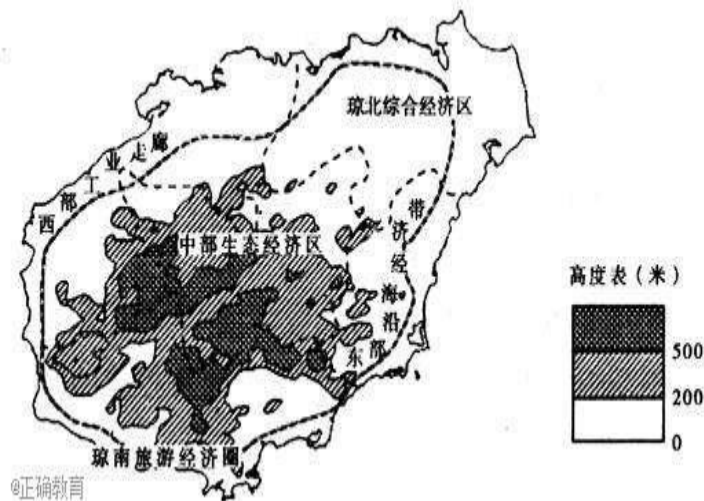 琼北综合经济区
西部工业走廊
中部生态经济区
东部沿海经济带
琼南旅游经济圈
高度表（米）
500
200
0
@正确教育